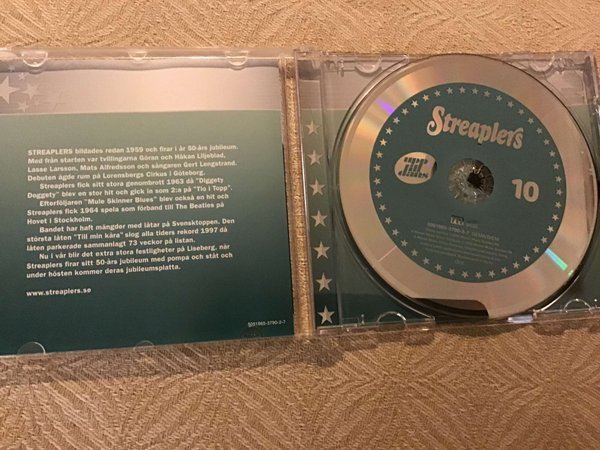 STREAPLERS bildades redan 1959 och firar i år 50-års jubileum.
Med från starten var tvillingarna Göran och Håkan Liljeblad,
Lasse Larsson, Mats Alfredsson och sångaren Gert Lengstrand.
Debuten ägde rum på Lorensbergs Cirkus i Göteborg.
Streaplers fick sitt stora genombrott 1963 då "Diggety
Doggety" blev en stor hit och gick in som 2:a på "Tio i Topp".
Efterföljaren "Mule Skinner Blues" blev också en hit och
Streaplers fick 1964 spela som förband till The Beatles på
Hovet i Stockholm.
Bandet har haft mängder med låtar på Svensktoppen. Den
största låten "Till min kära" slog alla tiders rekord 1997 då
låten parkerade sammanlagt 73 veckor på listan.
Nu i vår blir det extra stora festligheter på Liseberg, när
Streaplers firar sitt 50-års jubileum med pompa och ståt och
under hösten kommer deras jubileumsplatta.
www.streaplers.se
Streaplers
upp
till
dans
10